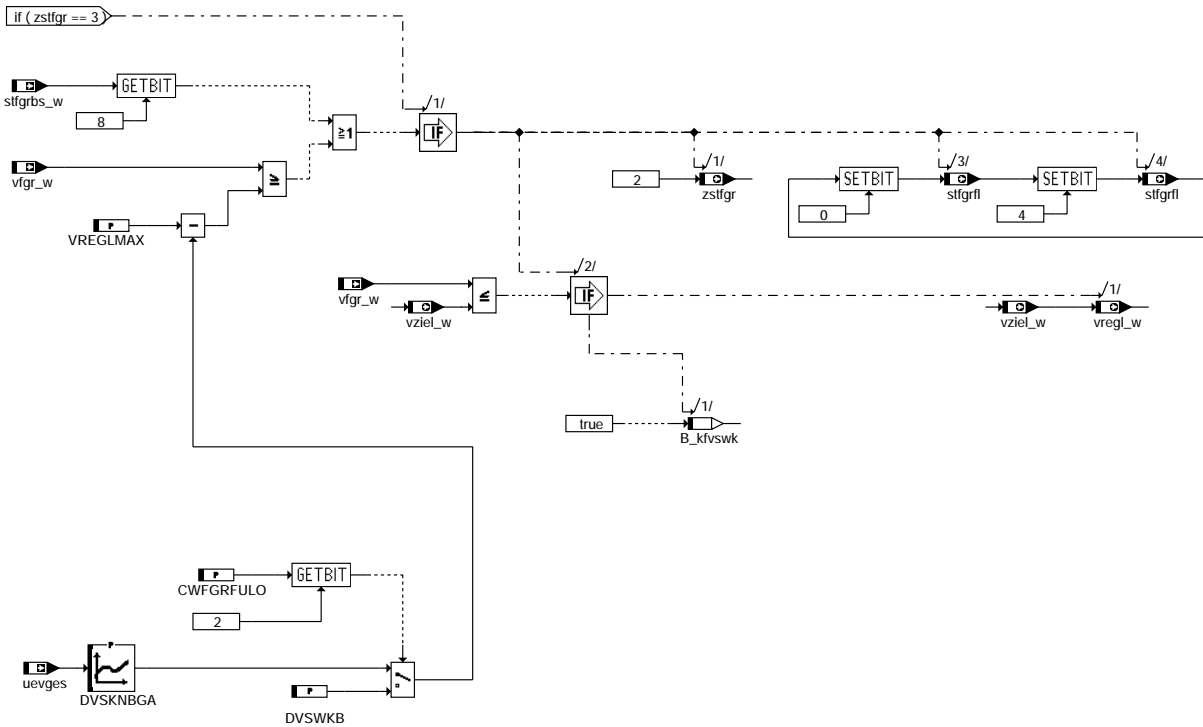 if ( zstfgr == 3 )
/1/
stfgrbs_w
GETBIT
8
≥1
IF
vfgr_w
≥
VREGLMAX
P
−
/1/
2
zstfgr
SETBIT
0
/3/
stfgrfl
SETBIT
4
/4/
stfgrfl
/2/
vfgr_w
vziel_w
≤
IF
/1/
vziel_w
vregl_w
/1/
true
B_kfvswk
P
CWFGRFULO
GETBIT
2
P
uevges
DVSKNBGA
P
DVSWKB